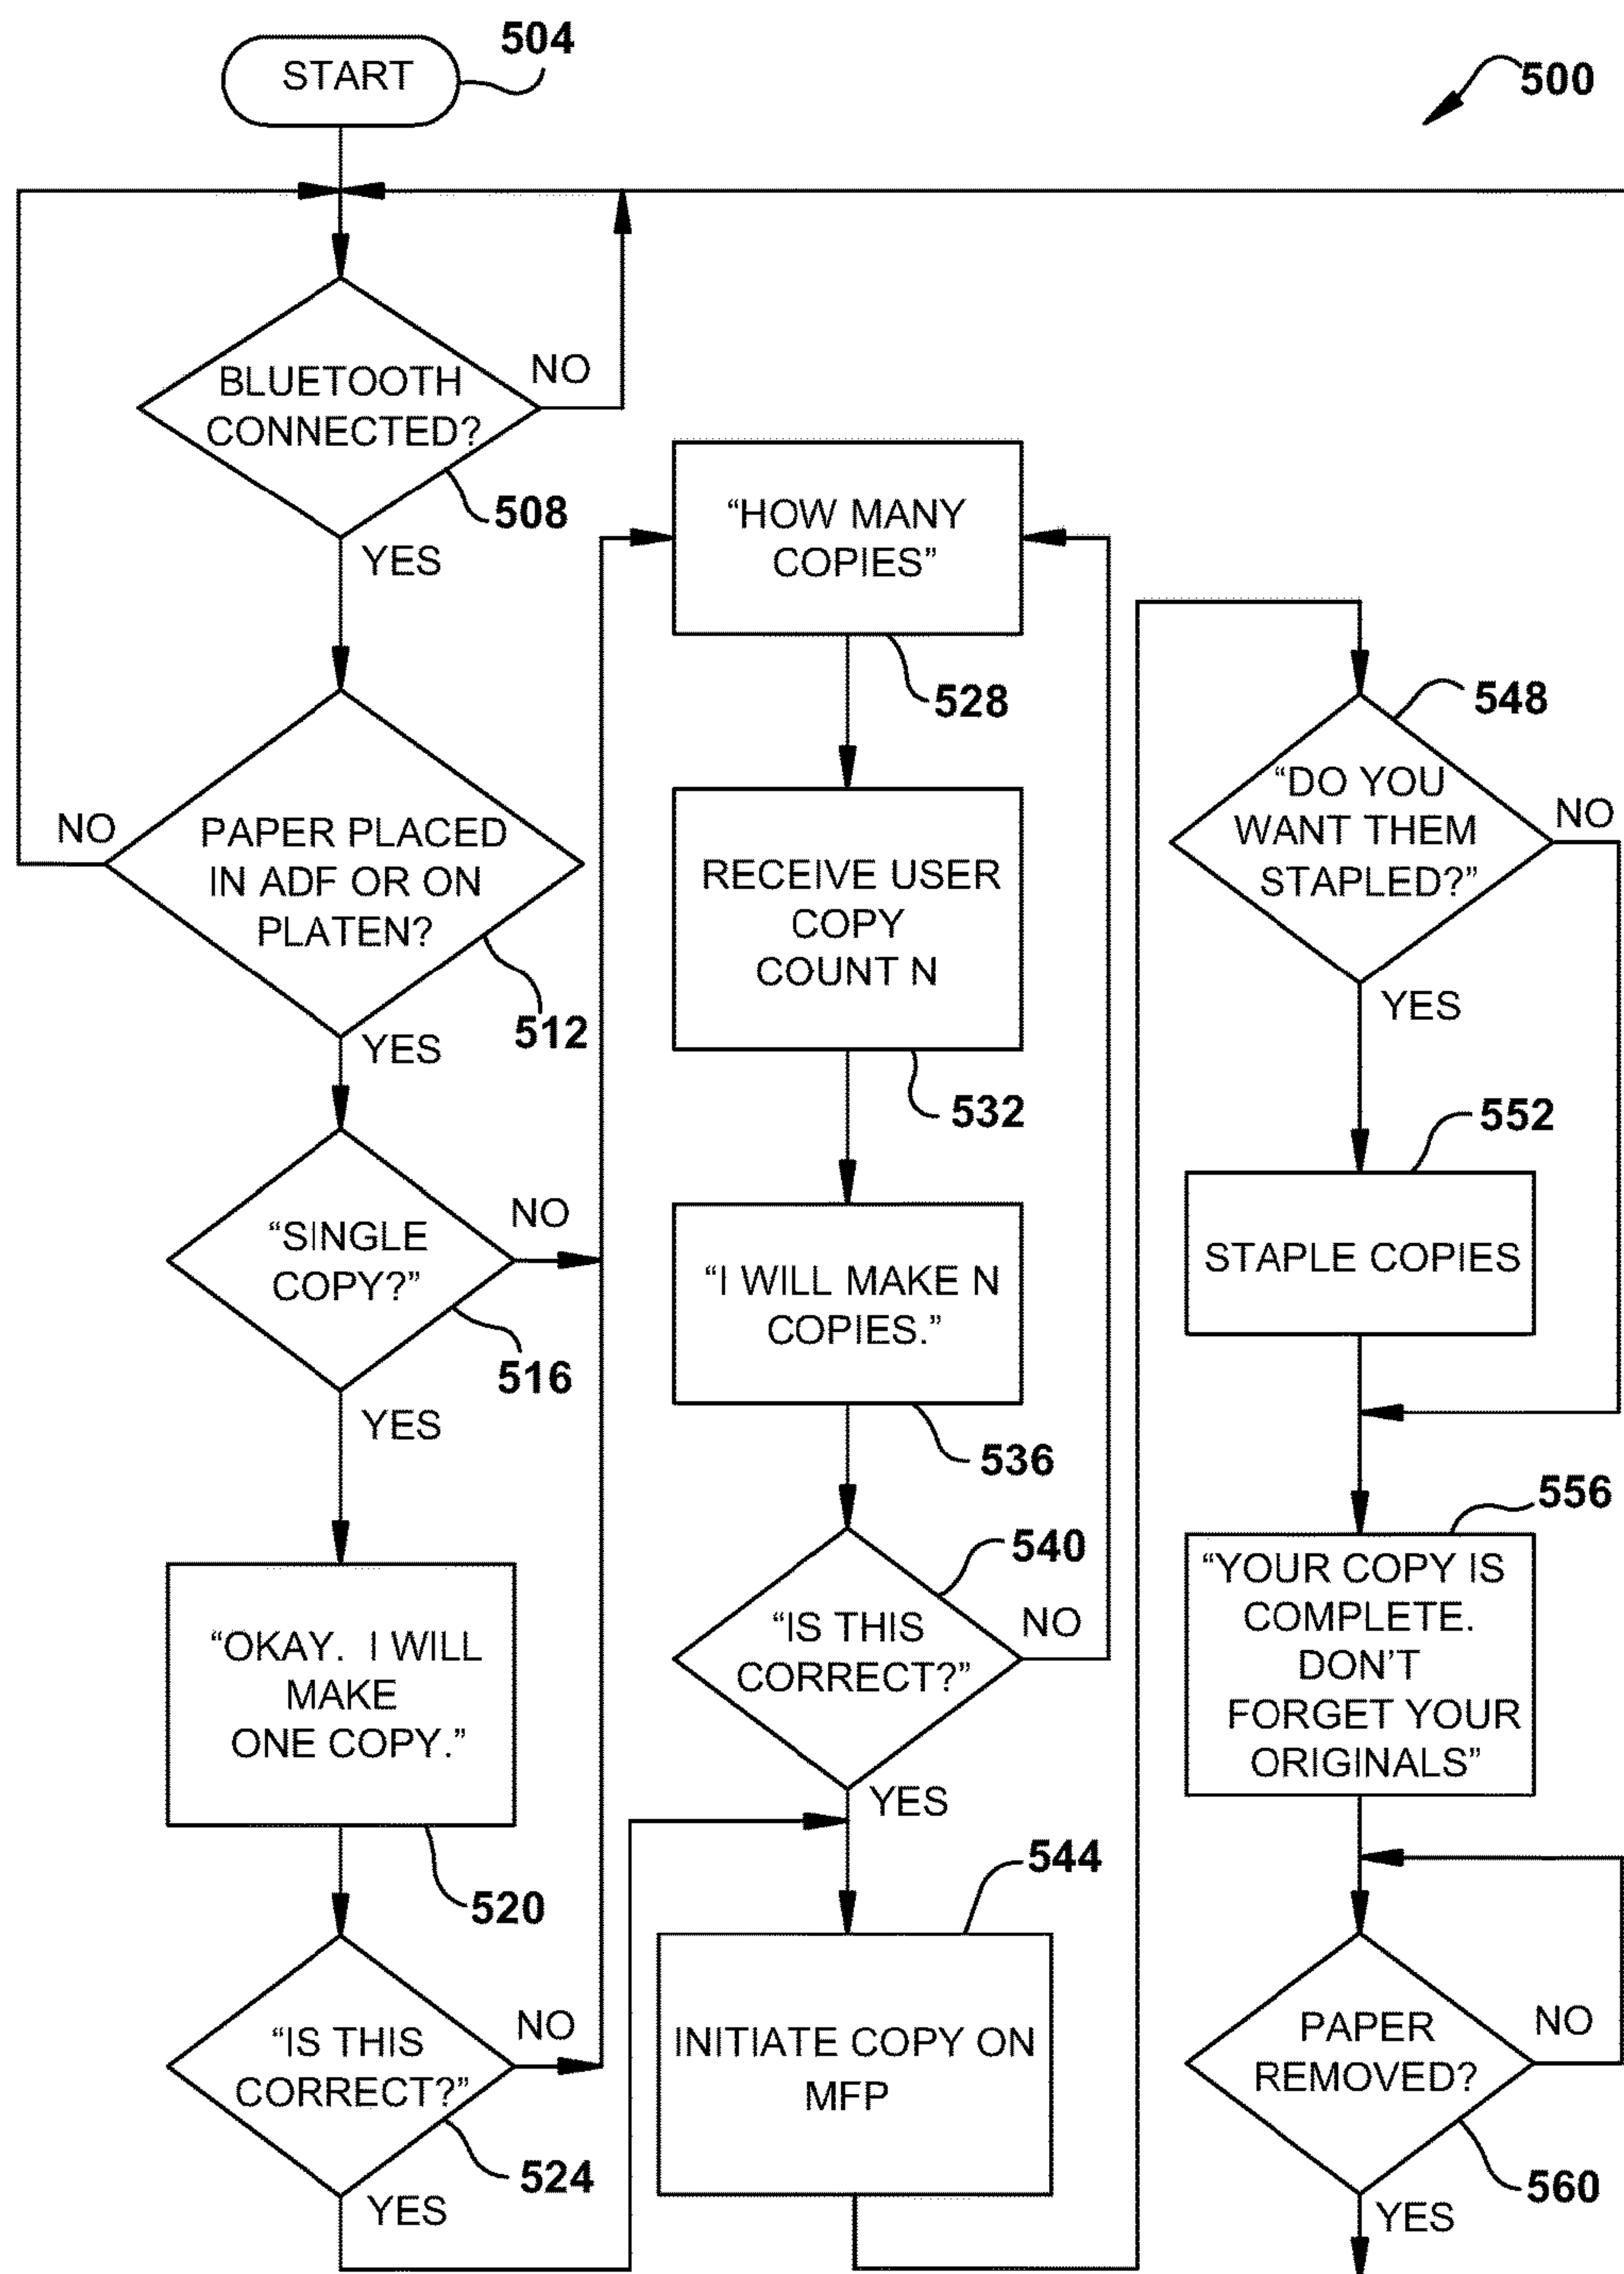 START
504
500
BLUETOOTH
CONNECTED?
NO
508
YES
PAPER PLACED
IN ADF OR ON
PLATEN?
NO
512
YES
“SINGLE
COPY?”
NO
516
YES
“OKAY. I WILL
MAKE
ONE COPY.”
520
“IS THIS
CORRECT?”
NO
524
YES
“HOW MANY
COPIES”
528
RECEIVE USER
COPY
COUNT N
532
“I WILL MAKE N
COPIES.”
536
540
“IS THIS
CORRECT?”
NO
YES
544
INITIATE COPY ON
MFP
548
“DO YOU
WANT THEM
STAPLED?”
NO
YES
552
STAPLE COPIES
556
“YOUR COPY IS
COMPLETE.
DON’T
FORGET YOUR
ORIGINALS”
PAPER
REMOVED?
NO
560
YES